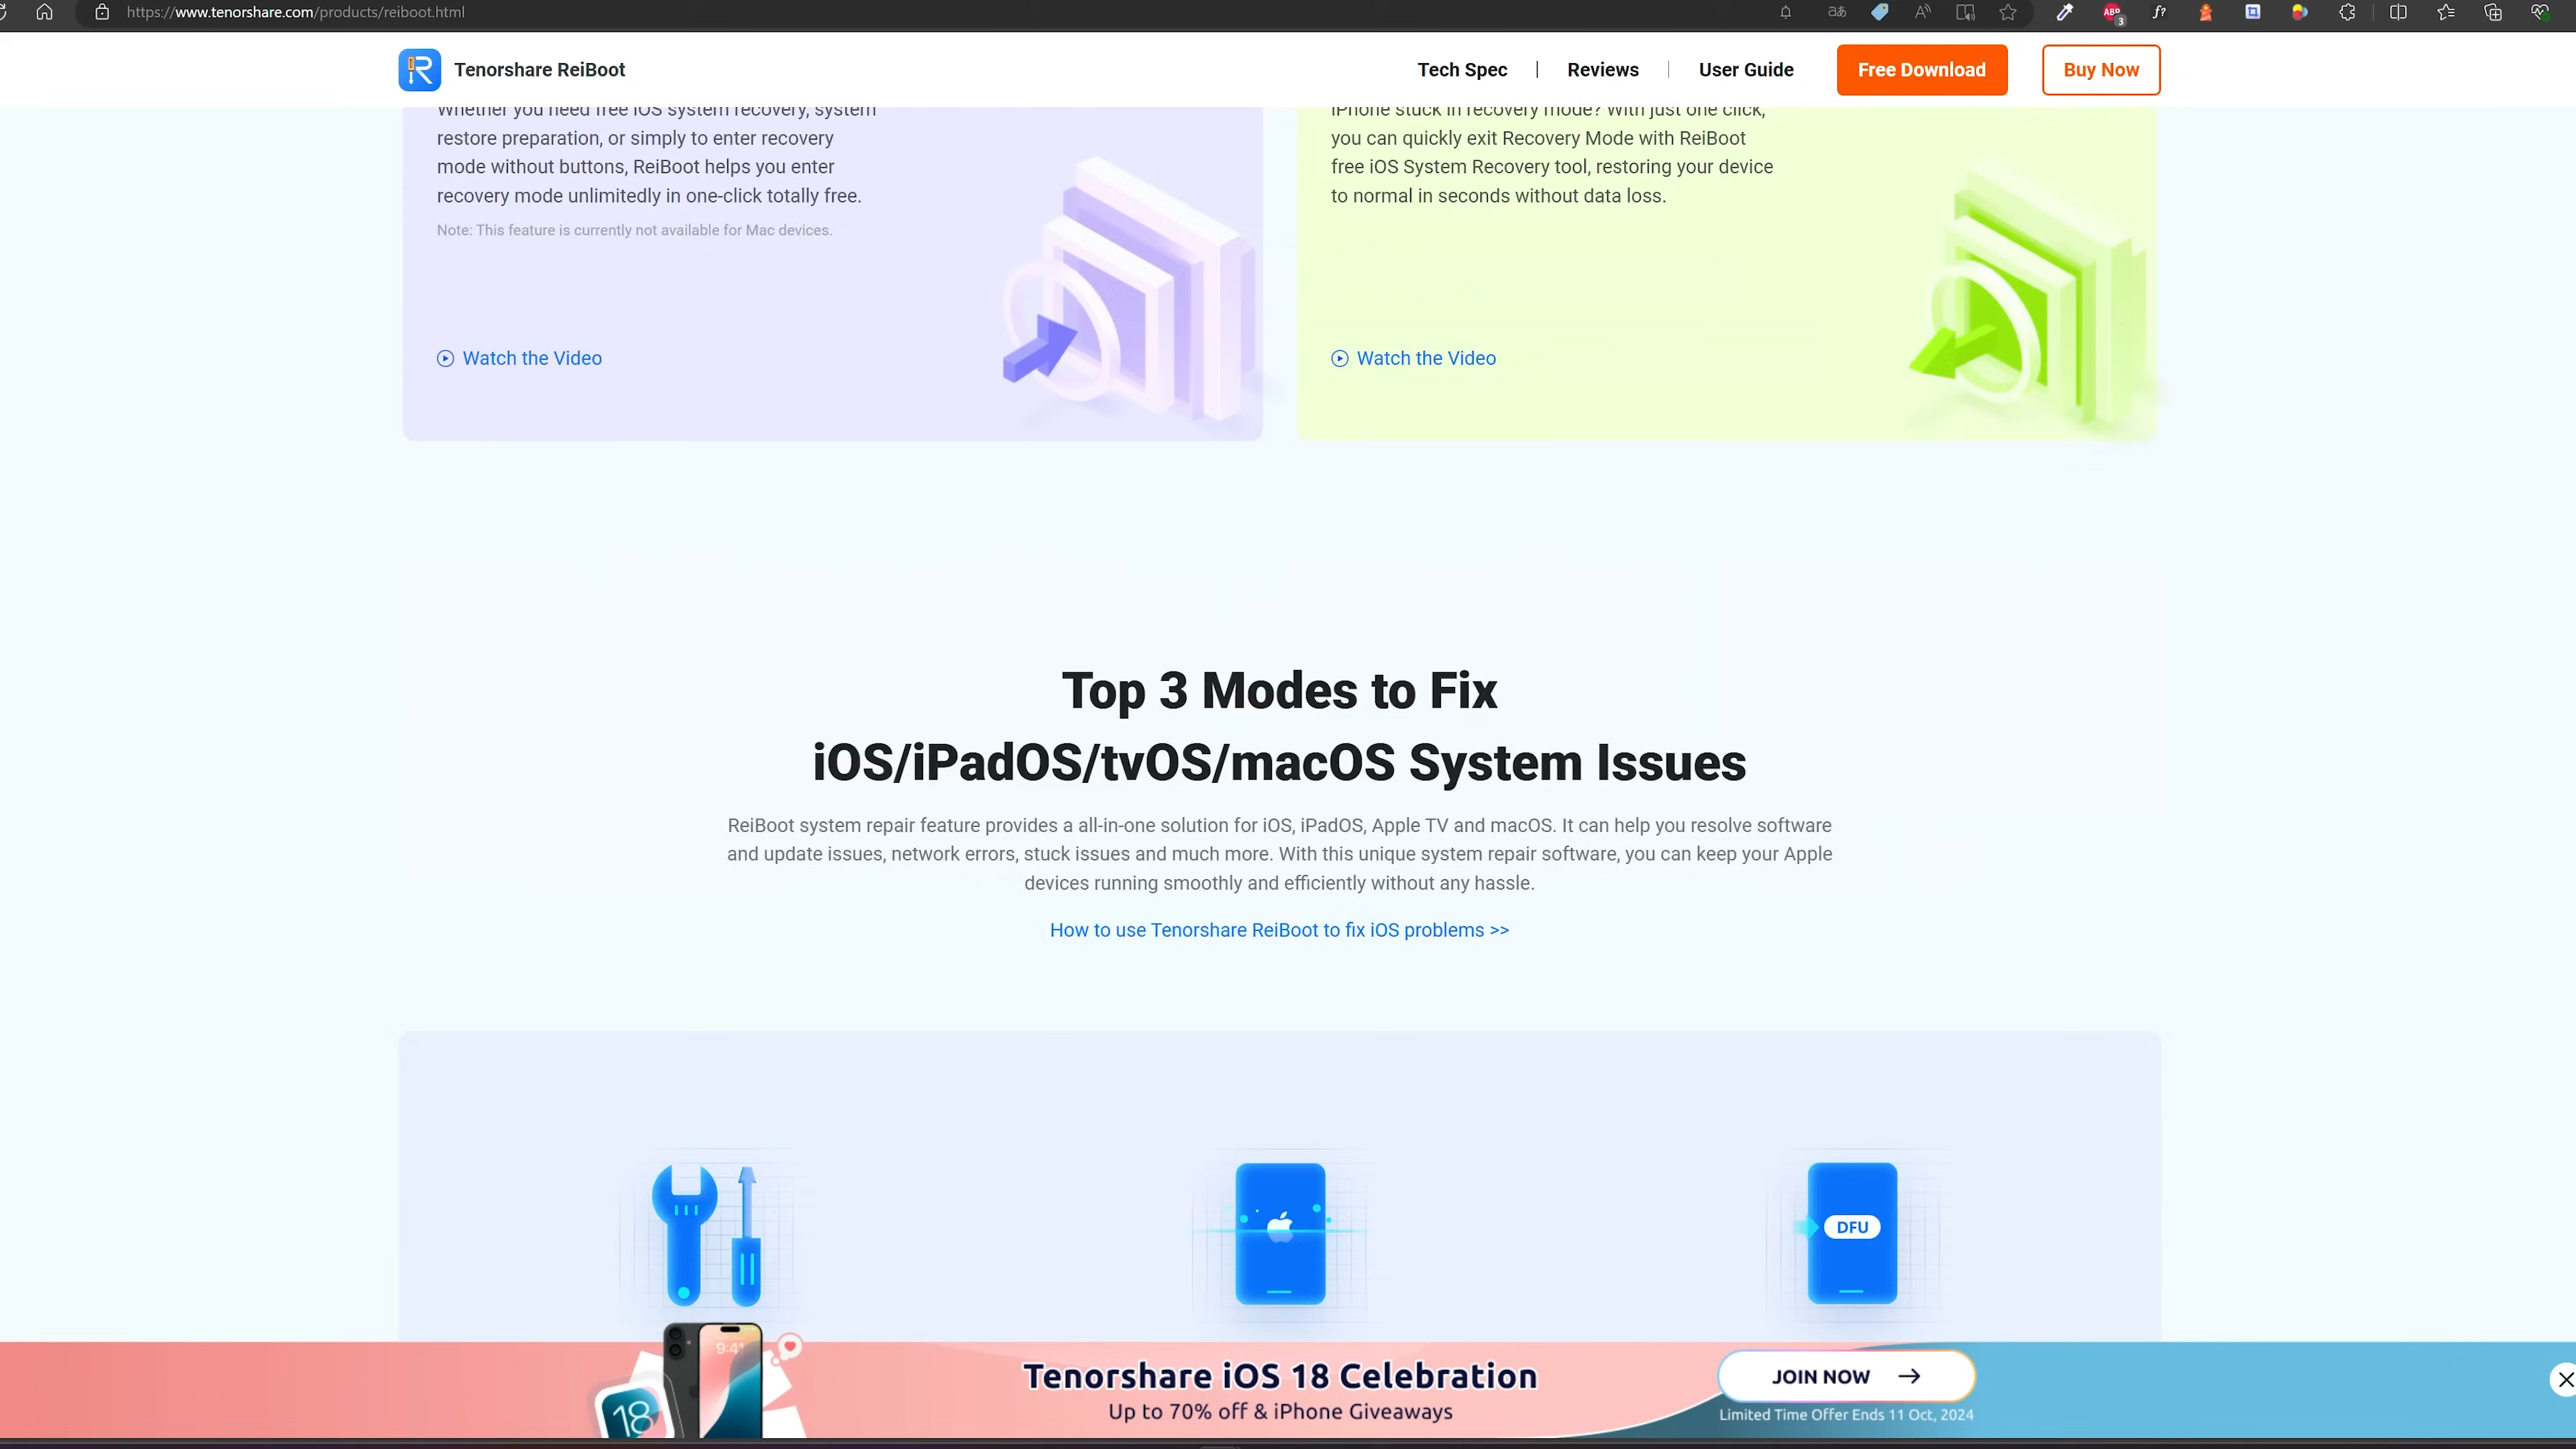 https://www.tenorshare.com/products/reiboot.html
ABP
3
f?
Tenorshare ReiBoot
Tech Spec
Reviews
User Guide
Free Download
Buy Now
Whether you need free iOS system recovery, system
restore preparation, or simply to enter recovery
mode without buttons, ReiBoot helps you enter
recovery mode unlimitedly in one-click totally free.
Note: This feature is currently not available for Mac devices.
Watch the Video
iPhone stuck in recovery mode? With just one click,
you can quickly exit Recovery Mode with ReiBoot
free iOS System Recovery tool, restoring your device
to normal in seconds without data loss.
Watch the Video
Top 3 Modes to Fix
iOS/iPadOS/tvOS/macOS System Issues
ReiBoot system repair feature provides a all-in-one solution for iOS, iPadOS, Apple TV and macOS. It can help you resolve software
and update issues, network errors, stuck issues and much more. With this unique system repair software, you can keep your Apple
devices running smoothly and efficiently without any hassle.
How to use Tenorshare ReiBoot to fix iOS problems >>
DFU
9:41
18
Tenorshare iOS 18 Celebration
Up to 70% off & iPhone Giveaways
JOIN NOW →
Limited Time Offer Ends 11 Oct, 2024